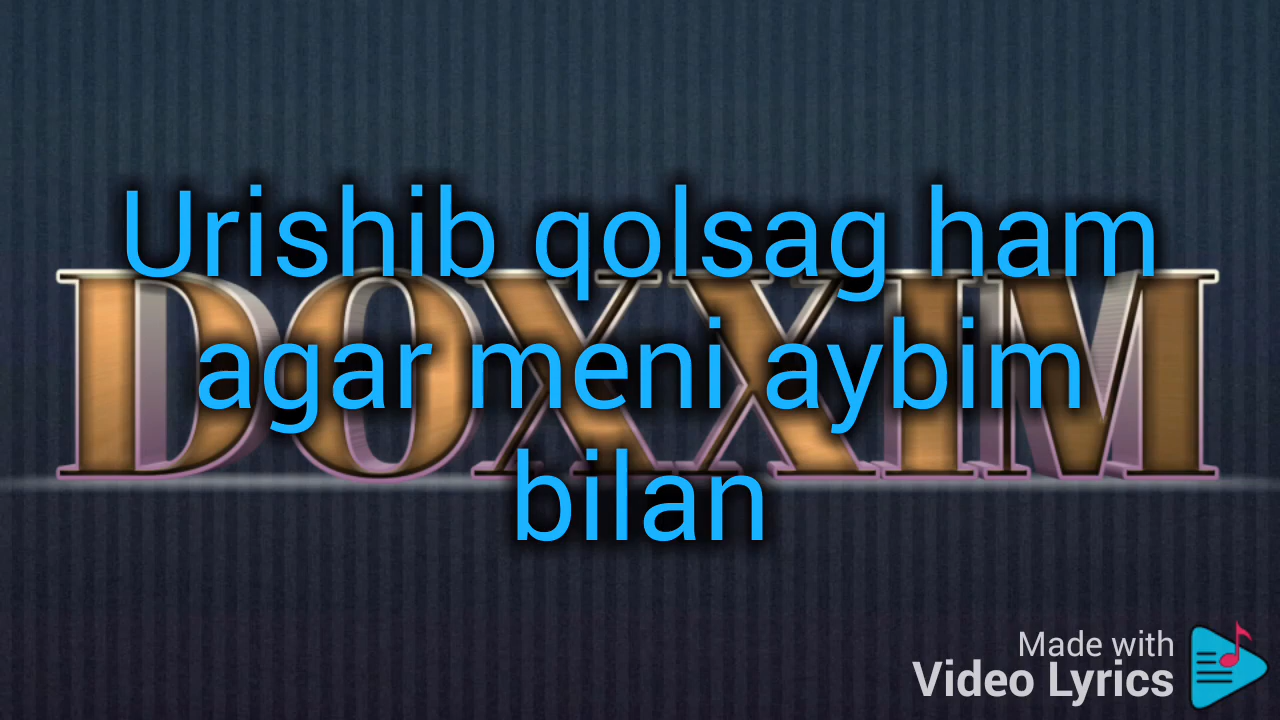 Urishib qolsag ham
DOXXIM
agar meni aybim
bilan
Made with
Video Lyrics